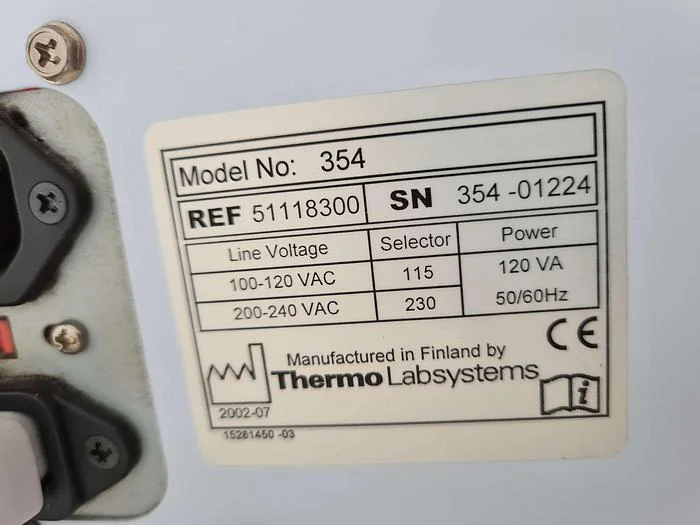 Model No: 354
REF 51118300 SN 354 -01224
Line Voltage Selector Power
100-120 VAC 115 120 VA
200-240 VAC 230 50/60Hz
CE
Manufactured in Finland by
Thermo Labsystems
i
2002-07
15281450 -03